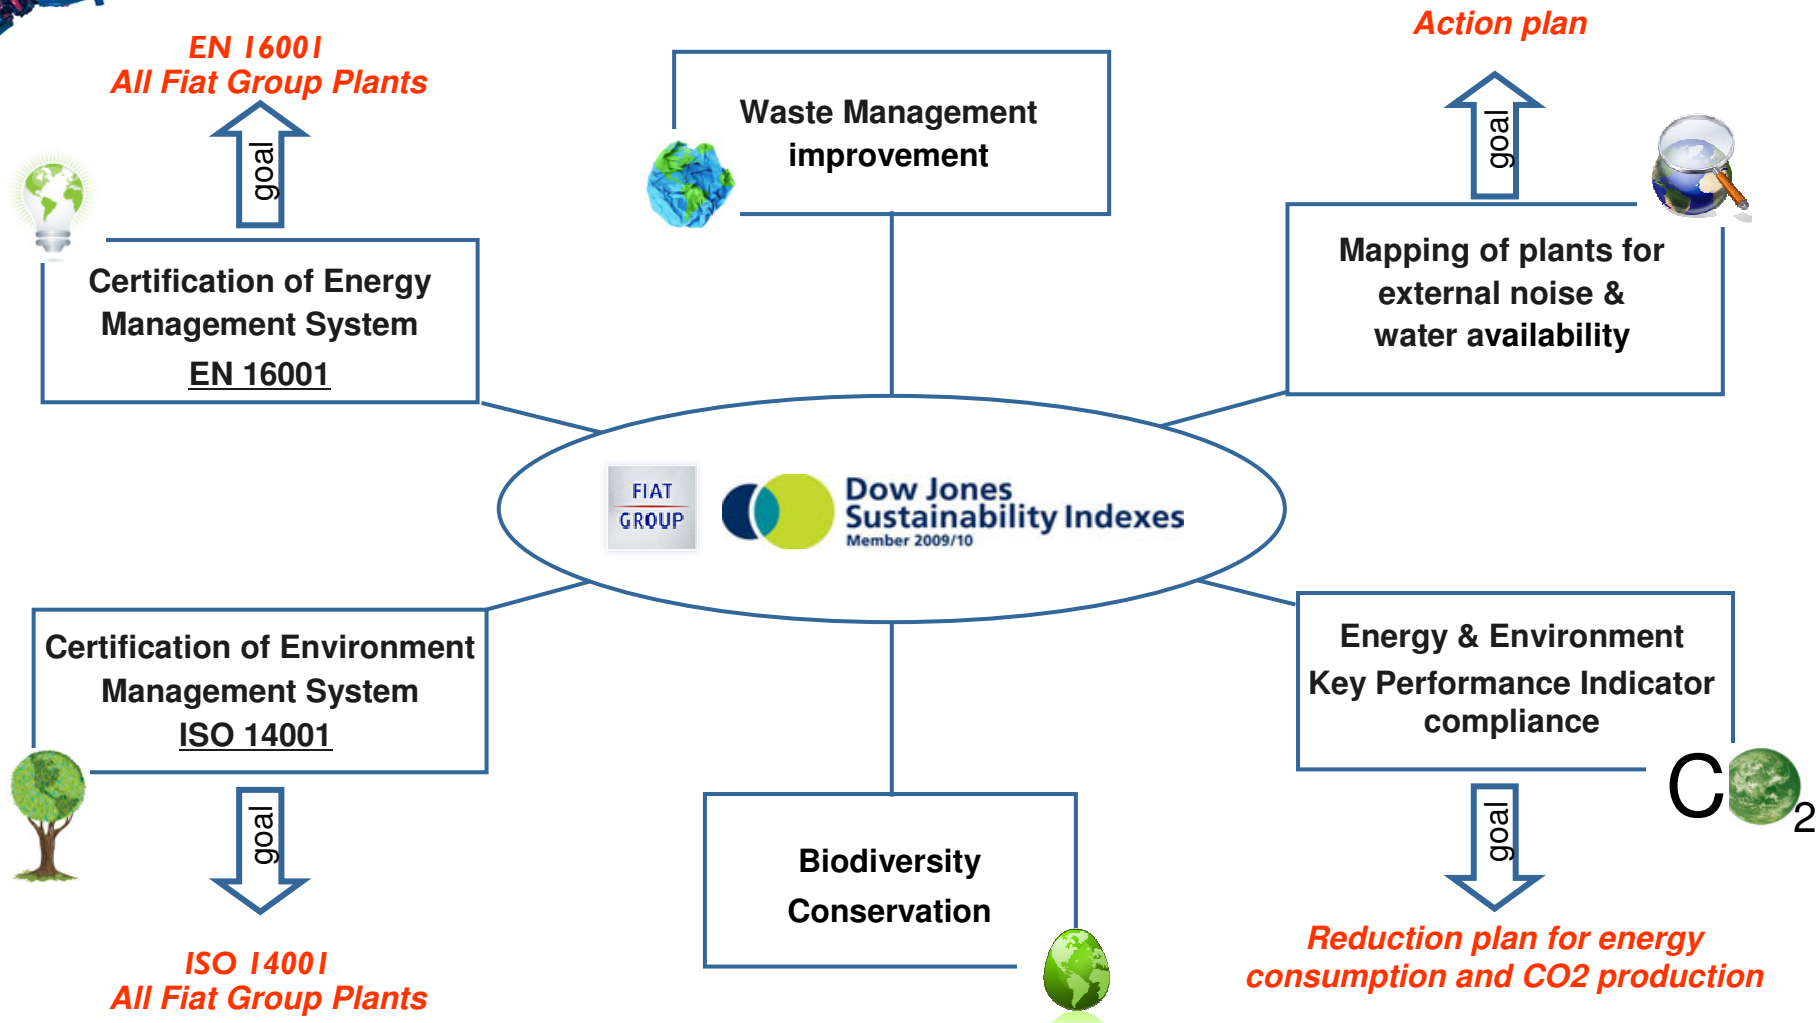 EN 16001
All Fiat Group Plants
goal
Certification of Energy
Management System
EN 16001
Waste Management
improvement
Action plan
goal
Mapping of plants for
external noise &
water availability
FIAT
GROUP
Dow Jones
Sustainability Indexes
Member 2009/10
Certification of Environment
Management System
ISO 14001
goal
ISO 14001
All Fiat Group Plants
Biodiversity
Conservation
Energy & Environment
Key Performance Indicator
compliance
CO2
goal
Reduction plan for energy
consumption and CO2 production